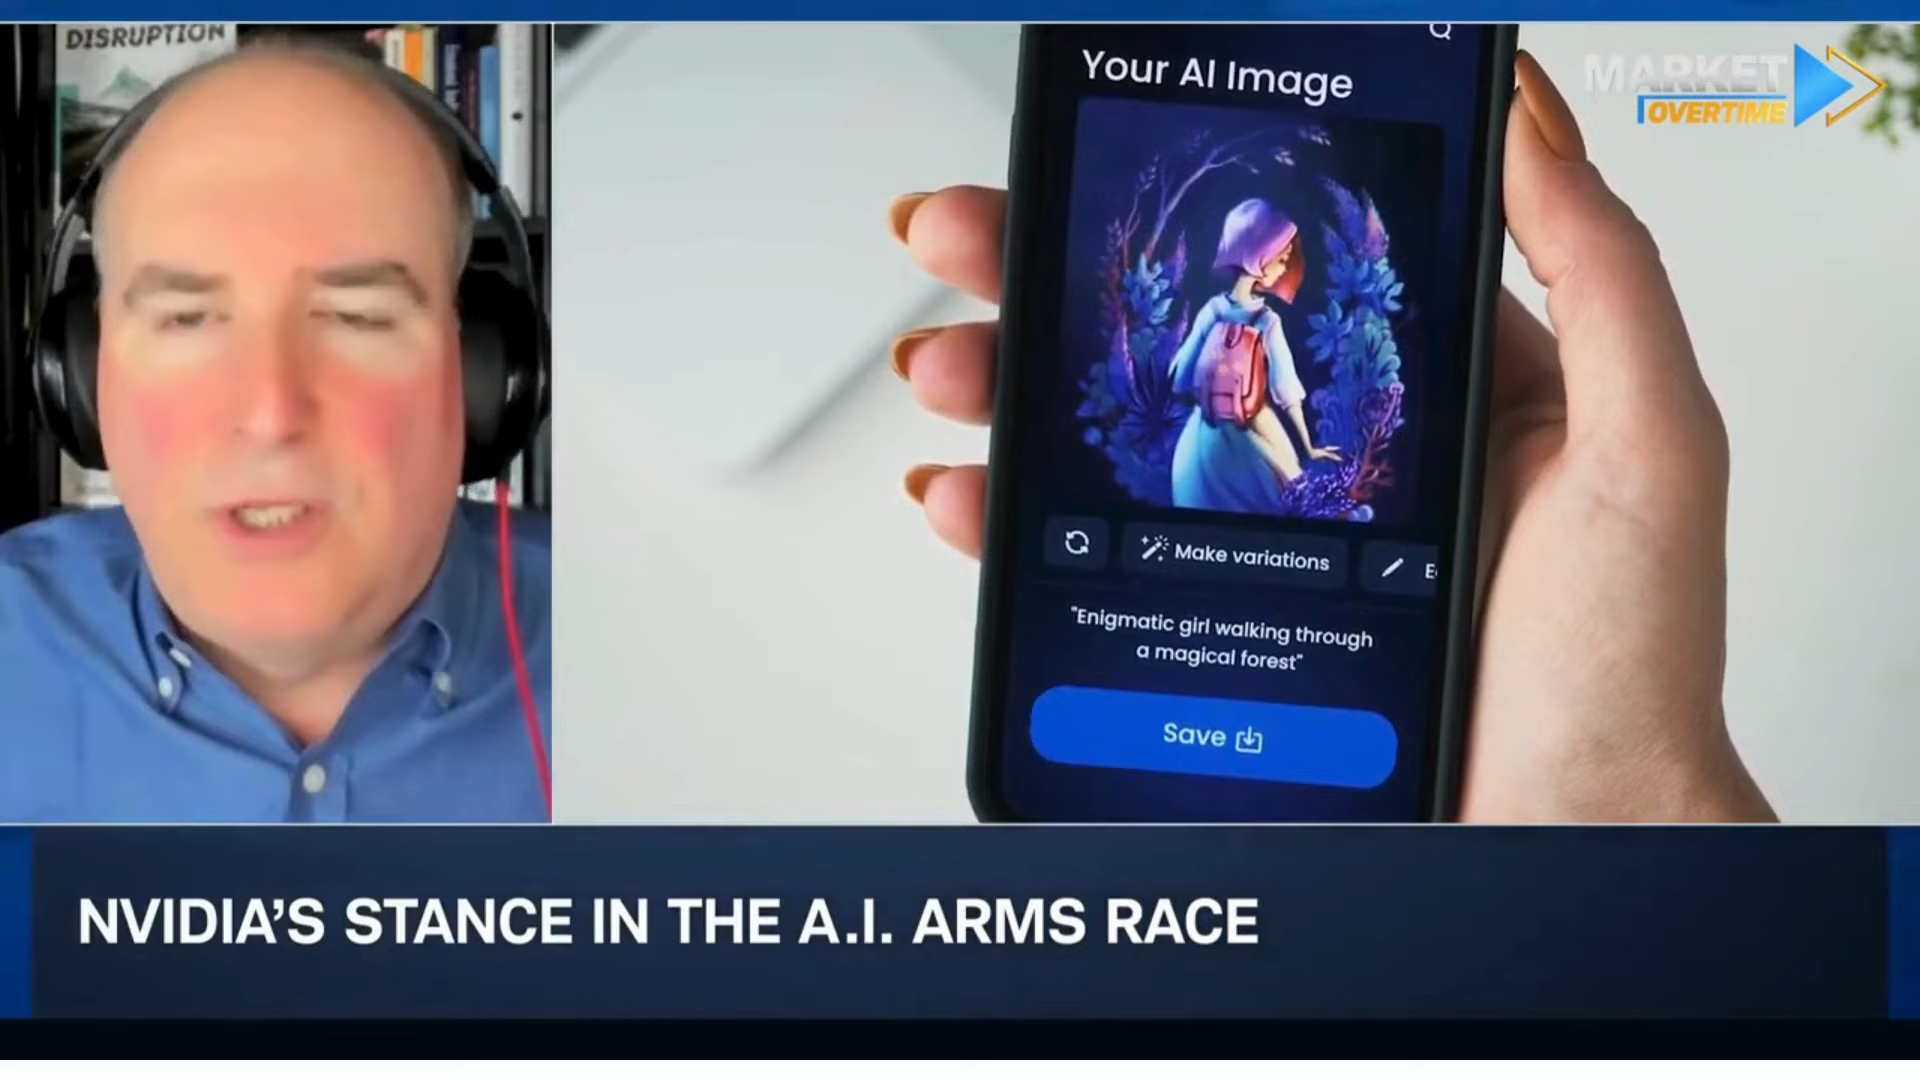 DISRUPTION
Your AI Image
MARKET
OVERTIME
Make variations
"Enigmatic girl walking through
a magical forest"
Save
NVIDIA'S STANCE IN THE A.I. ARMS RACE